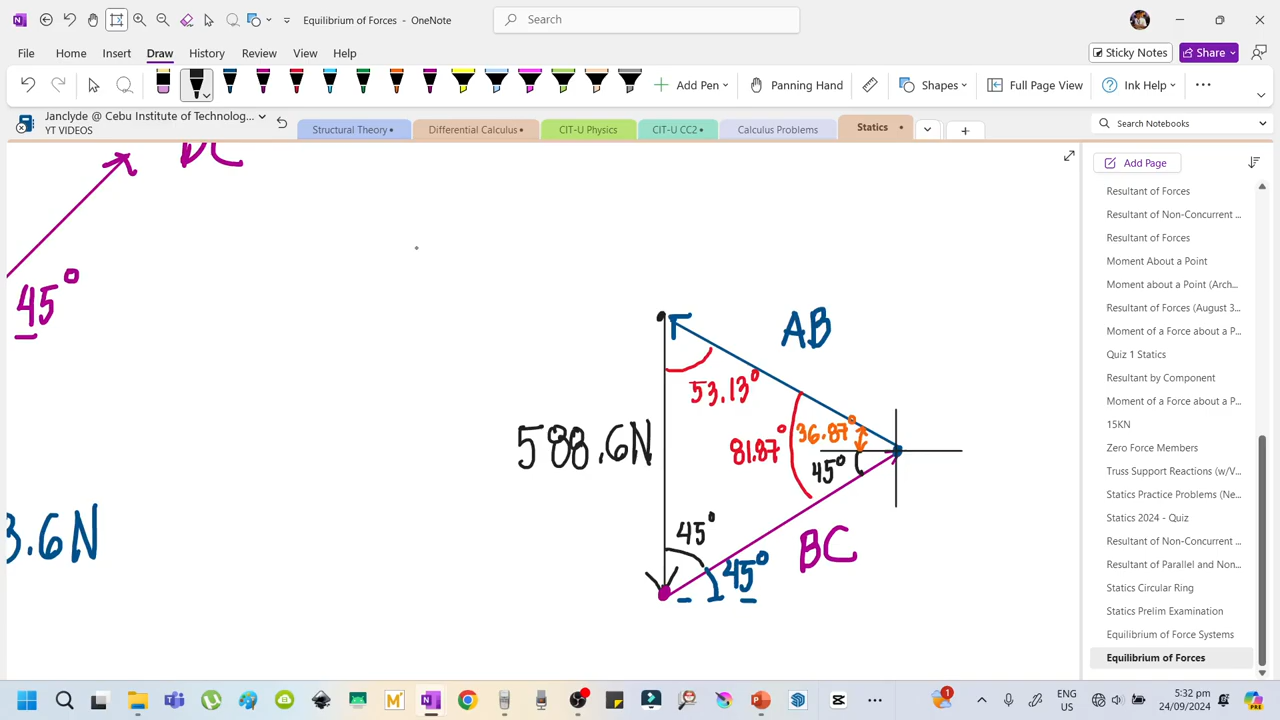 Equilibrium of Forces - OneNote
Search
File
Home
Insert
Draw
History
Review
View
Help
Sticky Notes
Share
Add Pen
Panning Hand
Shapes
Full Page View
Ink Help
Janclyde @ Cebu Institute of Technolog...
YT VIDEOS
Structural Theory
Differential Calculus
CIT-U Physics
CIT-U CC2
Calculus Problems
Statics
Search Notebooks
Add Page
Resultant of Forces
Resultant of Non-Concurrent ...
Resultant of Forces
Moment About a Point
Moment about a Point (Arch...
Resultant of Forces (August 3...
Moment of a Force about a P...
Quiz 1 Statics
Resultant by Component
Moment of a Force about a P...
15KN
Zero Force Members
Truss Support Reactions (w/V...
Statics Practice Problems (Ne...
Statics 2024 - Quiz
Resultant of Non-Concurrent ...
Resultant of Parallel and Non...
Statics Circular Ring
Statics Prelim Examination
Equilibrium of Force Systems
Equilibrium of Forces
BC
45°
3.6N
AB
53.13°
588.6N
81.87°
36.87°
45°
45°
45°
BC
1
ENG
US
5:32 pm
24/09/2024